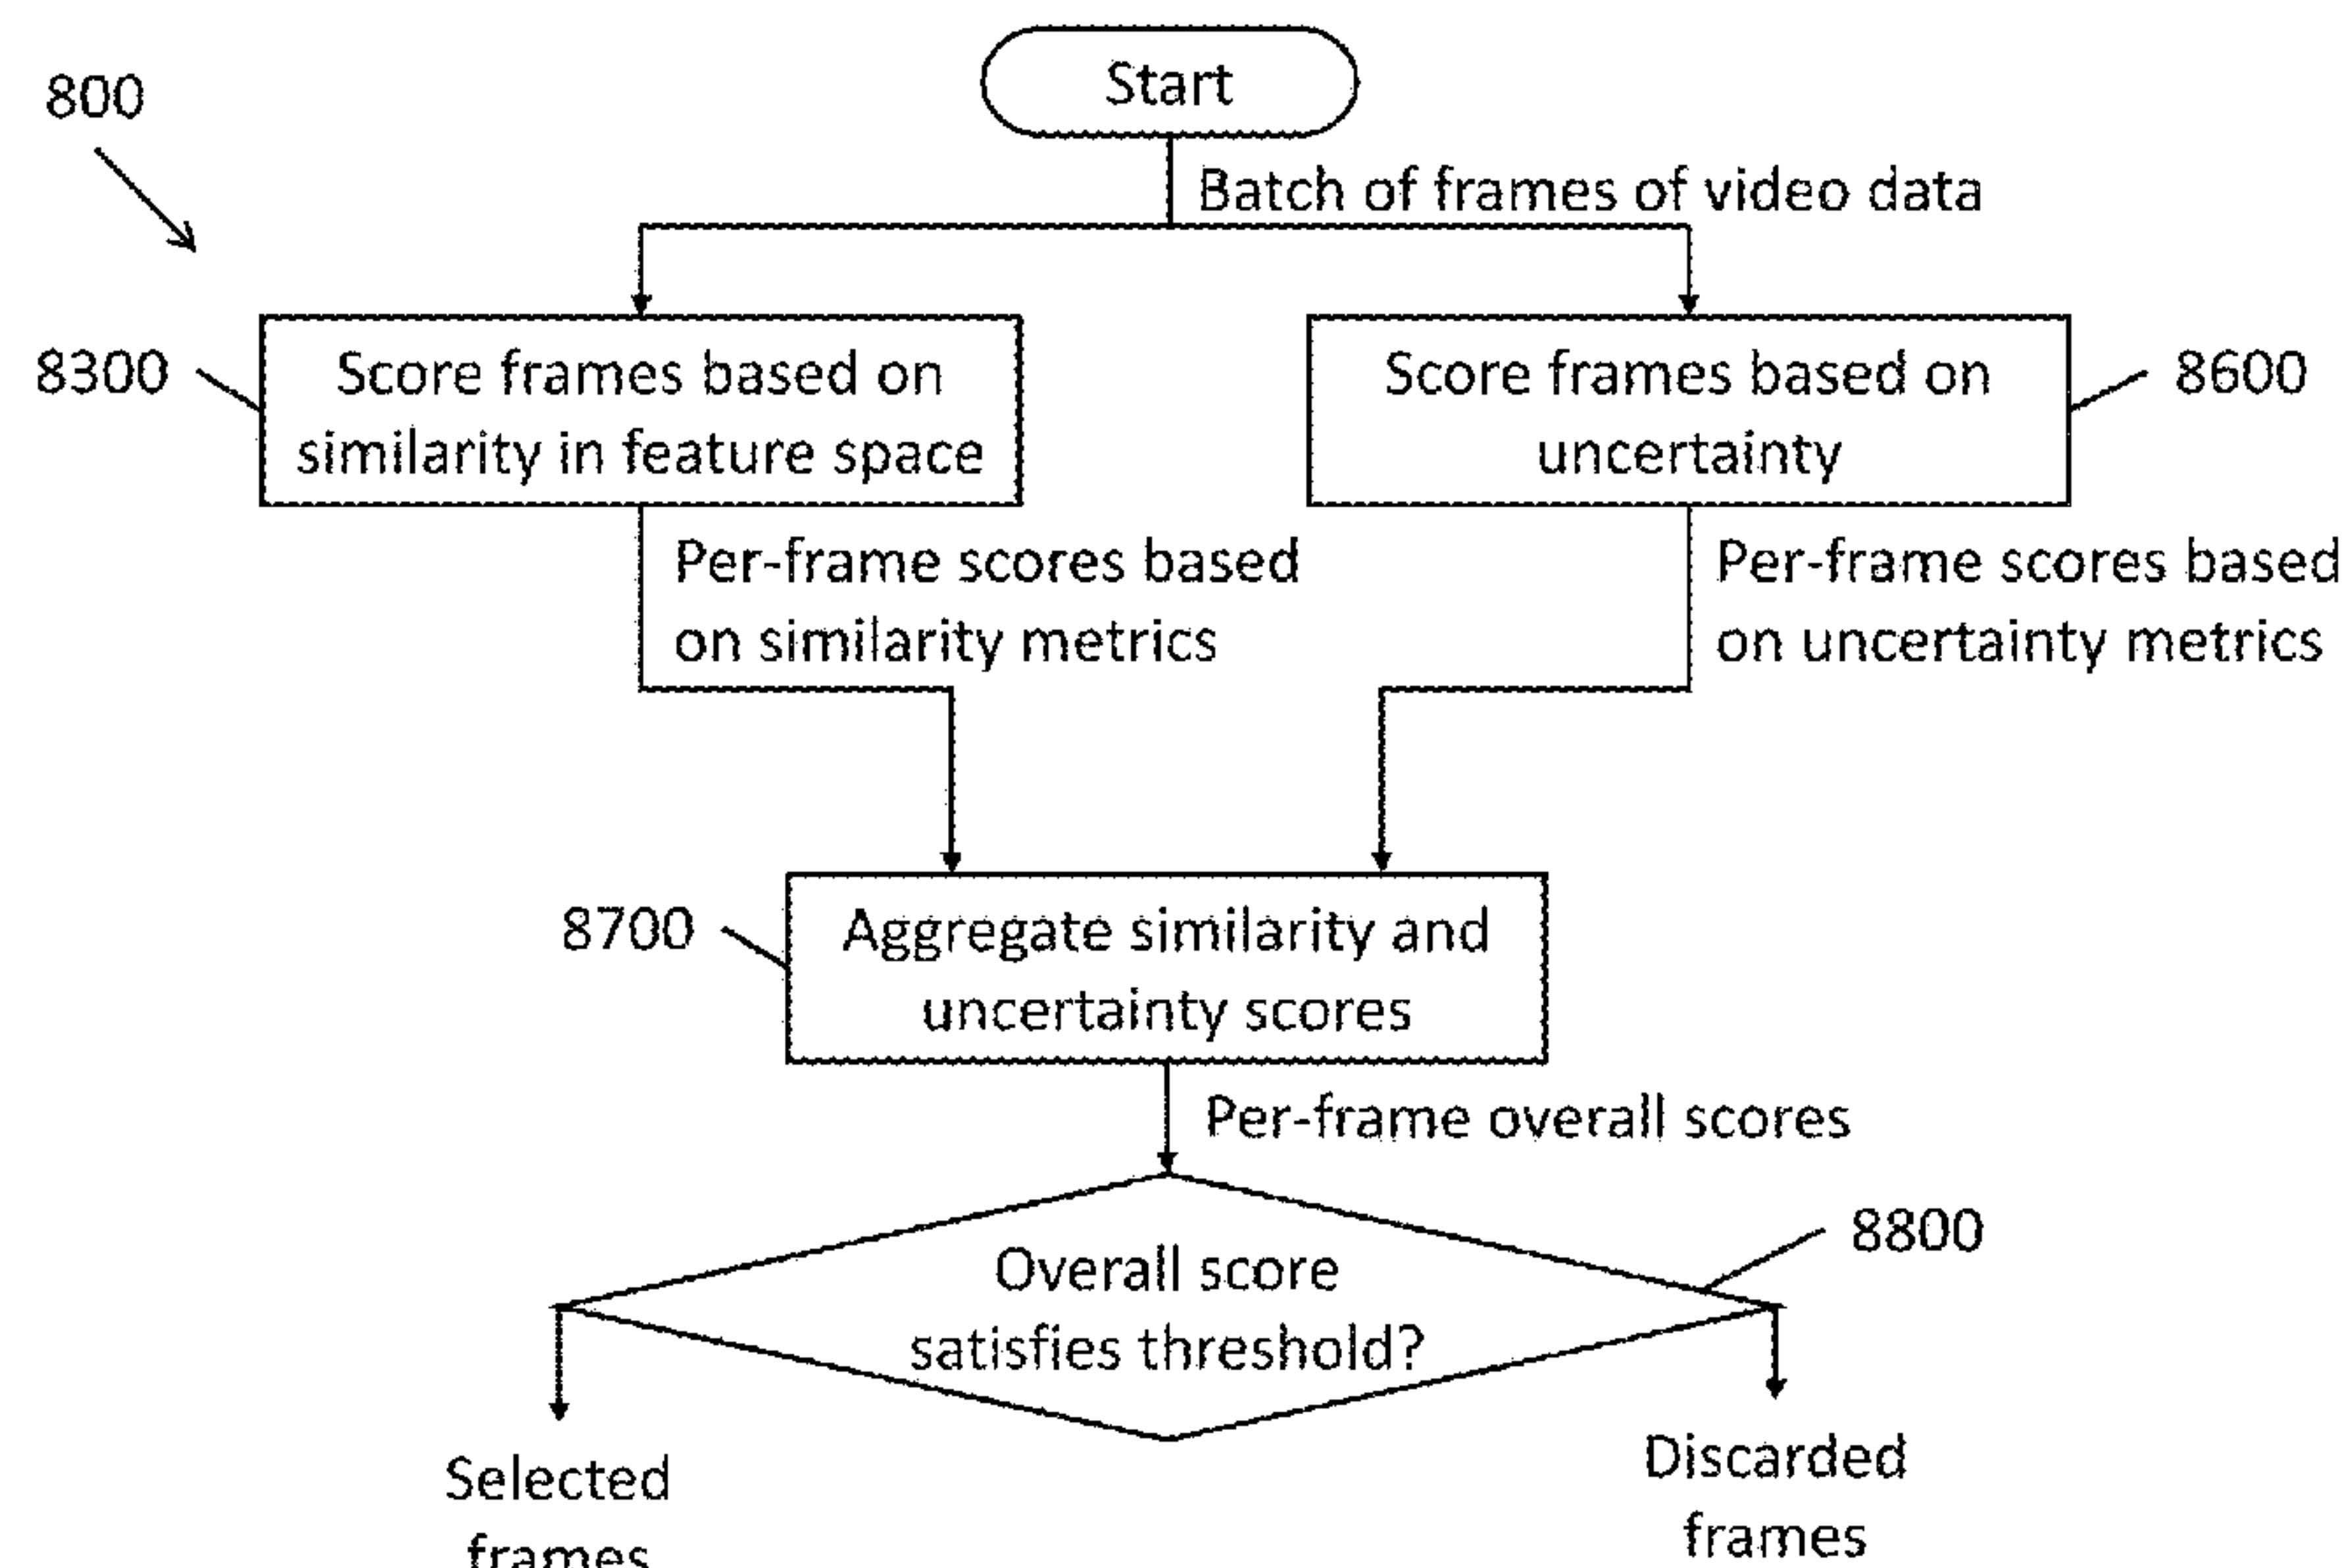 Start
800
Batch of frames of video data
8300
Score frames based on
similarity in feature space
Score frames based on
uncertainty
8600
Per-frame scores based
on similarity metrics
Per-frame scores based
on uncertainty metrics
8700
Aggregate similarity and
uncertainty scores
Per-frame overall scores
8800
Overall score
satisfies threshold?
Selected
frames
Discarded
frames